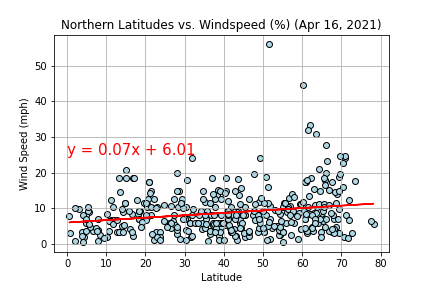 Northern Latitudes vs. Windspeed (%) (Apr 16, 2021)
50
40
30
y = 0.07x + 6.01
20
10
0
Wind Speed (mph)
0 10 20 30 40 50 60 70 80
Latitude